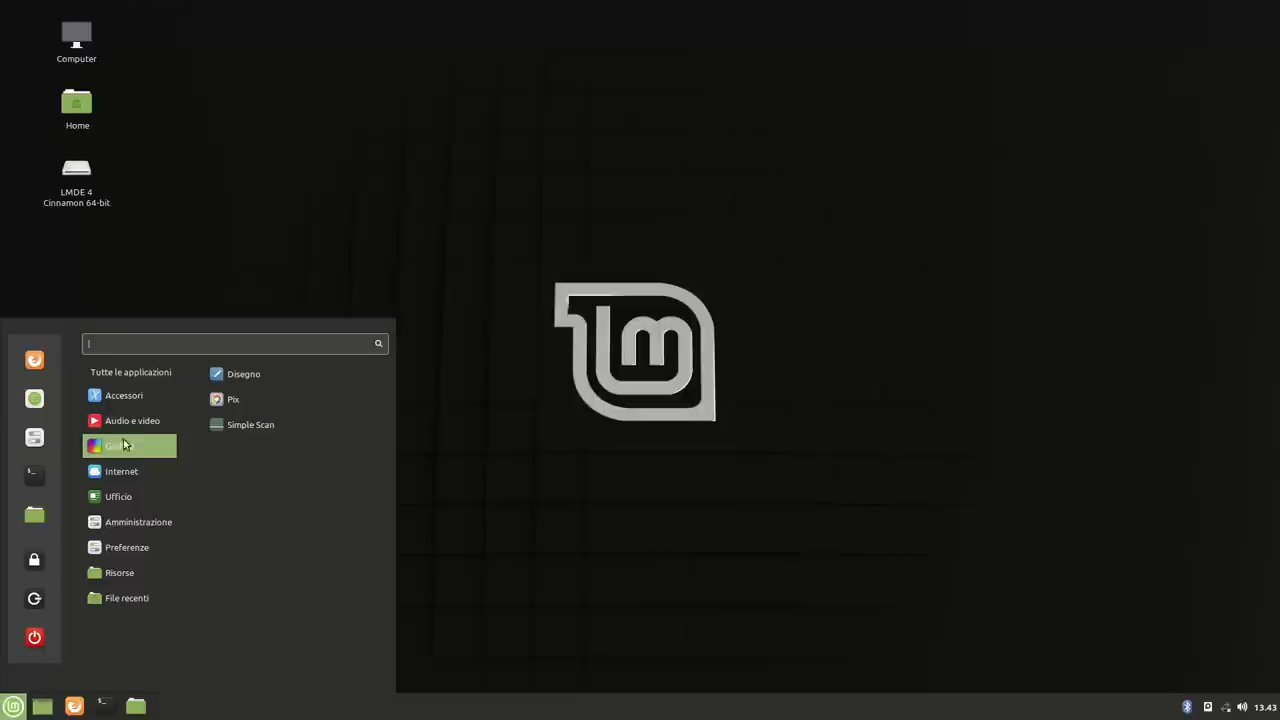 Computer
Home
LMDE 4
Cinnamon 64-bit
Tutte le applicazioni
Accessori
Audio e video
Internet
Ufficio
Amministrazione
Preferenze
Risorse
File recenti
Disegno
Pix
Simple Scan
13.43